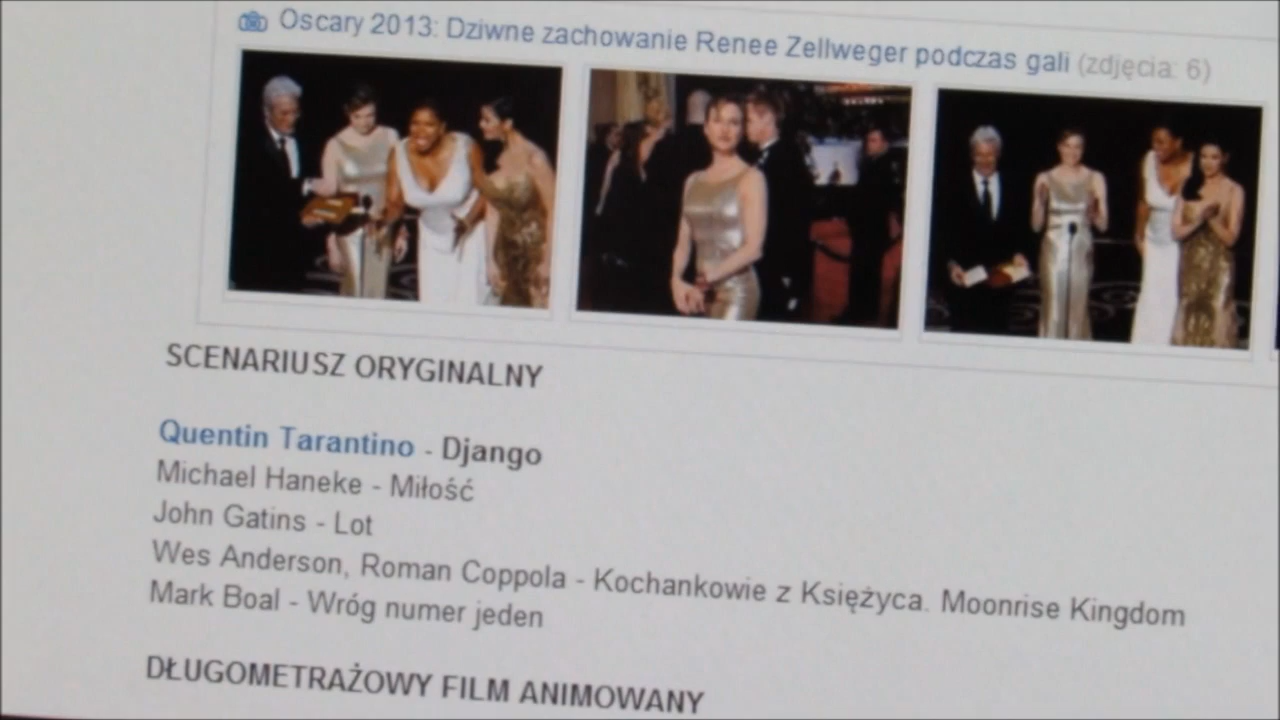 Oscary 2013: Dziwne zachowanie Renee Zellweger podczas gali (zdjęcia: 6)
SCENARIUSZ ORYGINALNY
Quentin Tarantino - Django
Michael Haneke - Miłość
John Gatins - Lot
Wes Anderson, Roman Coppola - Kochankowie z Księżyca. Moonrise Kingdom
Mark Boal - Wróg numer jeden
DŁUGOMETRAŻOWY FILM ANIMOWANY